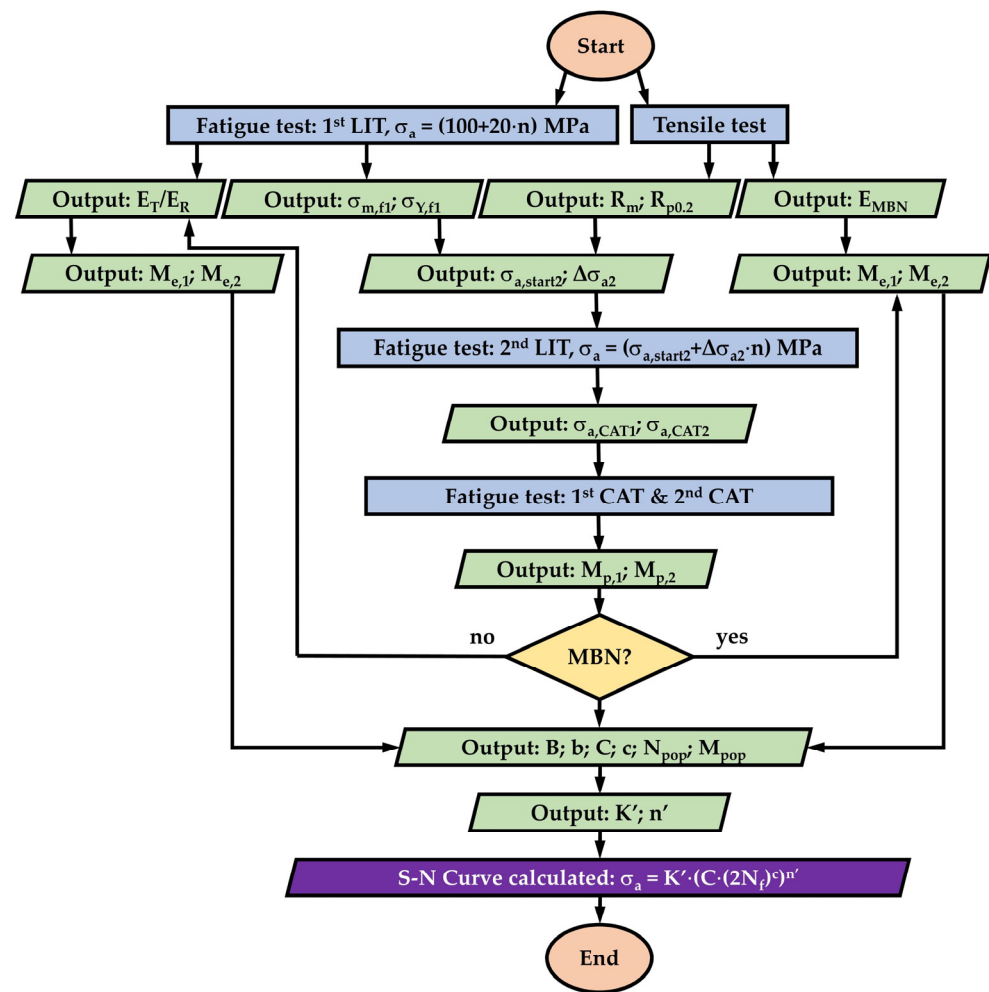 Start
Fatigue test: 1st LIT, σa = (100+20·n) MPa
Tensile test
Output: ET/ER
Output: σm,f1; σY,f1
Output: Rm; Rp0.2
Output: EMBN
Output: Me,1; Me,2
Output: σa,start2; Δσa2
Output: Me,1; Me,2
Fatigue test: 2nd LIT, σa = (σa,start2+Δσa2·n) MPa
Output: σa,CAT1; σa,CAT2
Fatigue test: 1st CAT & 2nd CAT
Output: Mp,1; Mp,2
no
yes
MBN?
Output: B; b; C; c; Npop; Mpop
Output: K’; n’
S-N Curve calculated: σa = K’·(C·(2Nf)c)n’
End